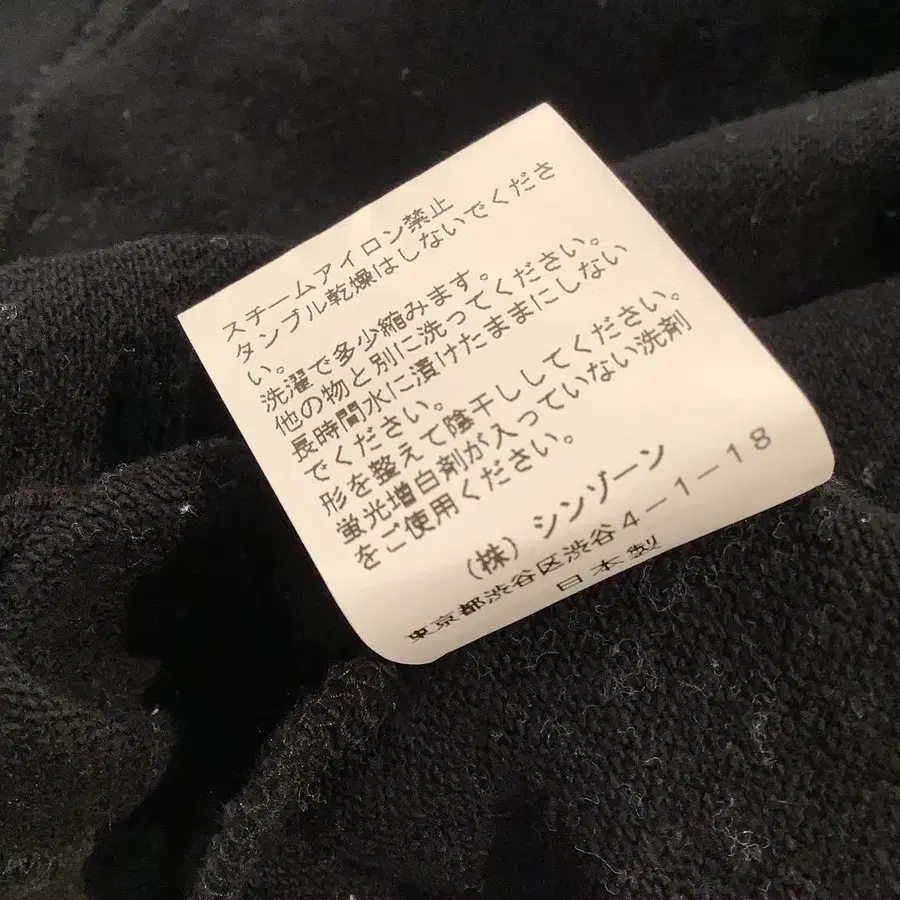 スチームアイロン禁止
タンブル乾燥はしないでくださ
い。
洗濯で多少縮みます。
他の物と別に洗ってください。
長時間水に漬けたままにしない
でください。
形を整えて陰干ししてください。
蛍光増白剤が入っていない洗剤
をご使用ください。
(株)シンゾーン
東京都渋谷区渋谷4-1-18
日本製